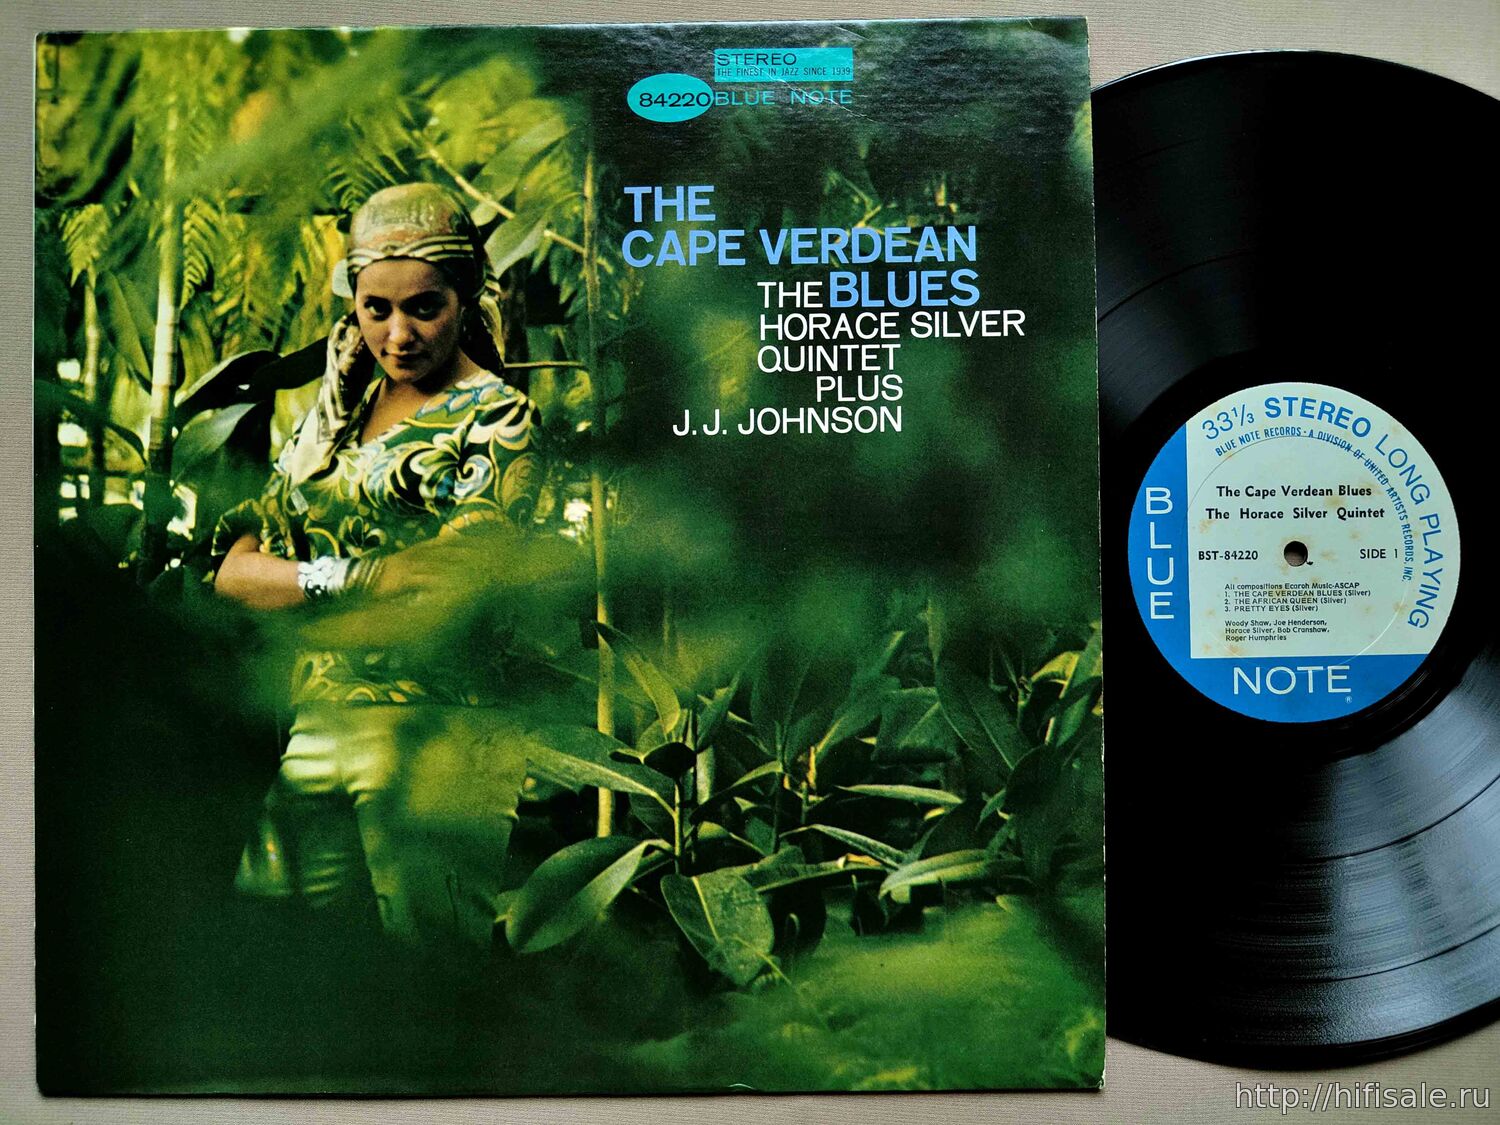 STEREO
THE FINEST IN JAZZ SINCE 1939
84220 BLUE NOTE
THE
CAPE VERDEAN
THE BLUES
HORACE SILVER
QUINTET
PLUS
J.J. JOHNSON
33⅓ STEREO LONG PLAYING
BLUE NOTE RECORDS · A DIVISION OF UNITED ARTISTS RECORDS, INC.
The Cape Verdean Blues
The Horace Silver Quintet
BST-84220 SIDE 1
All compositions Ecaroh Music-ASCAP
1. THE CAPE VERDEAN BLUES (Silver)
2. THE AFRICAN QUEEN (Silver)
3. PRETTY EYES (Silver)
Woody Shaw, Joe Henderson,
Horace Silver, Bob Cranshaw,
Roger Humphries
BLUE
NOTE®
http://hifisale.ru